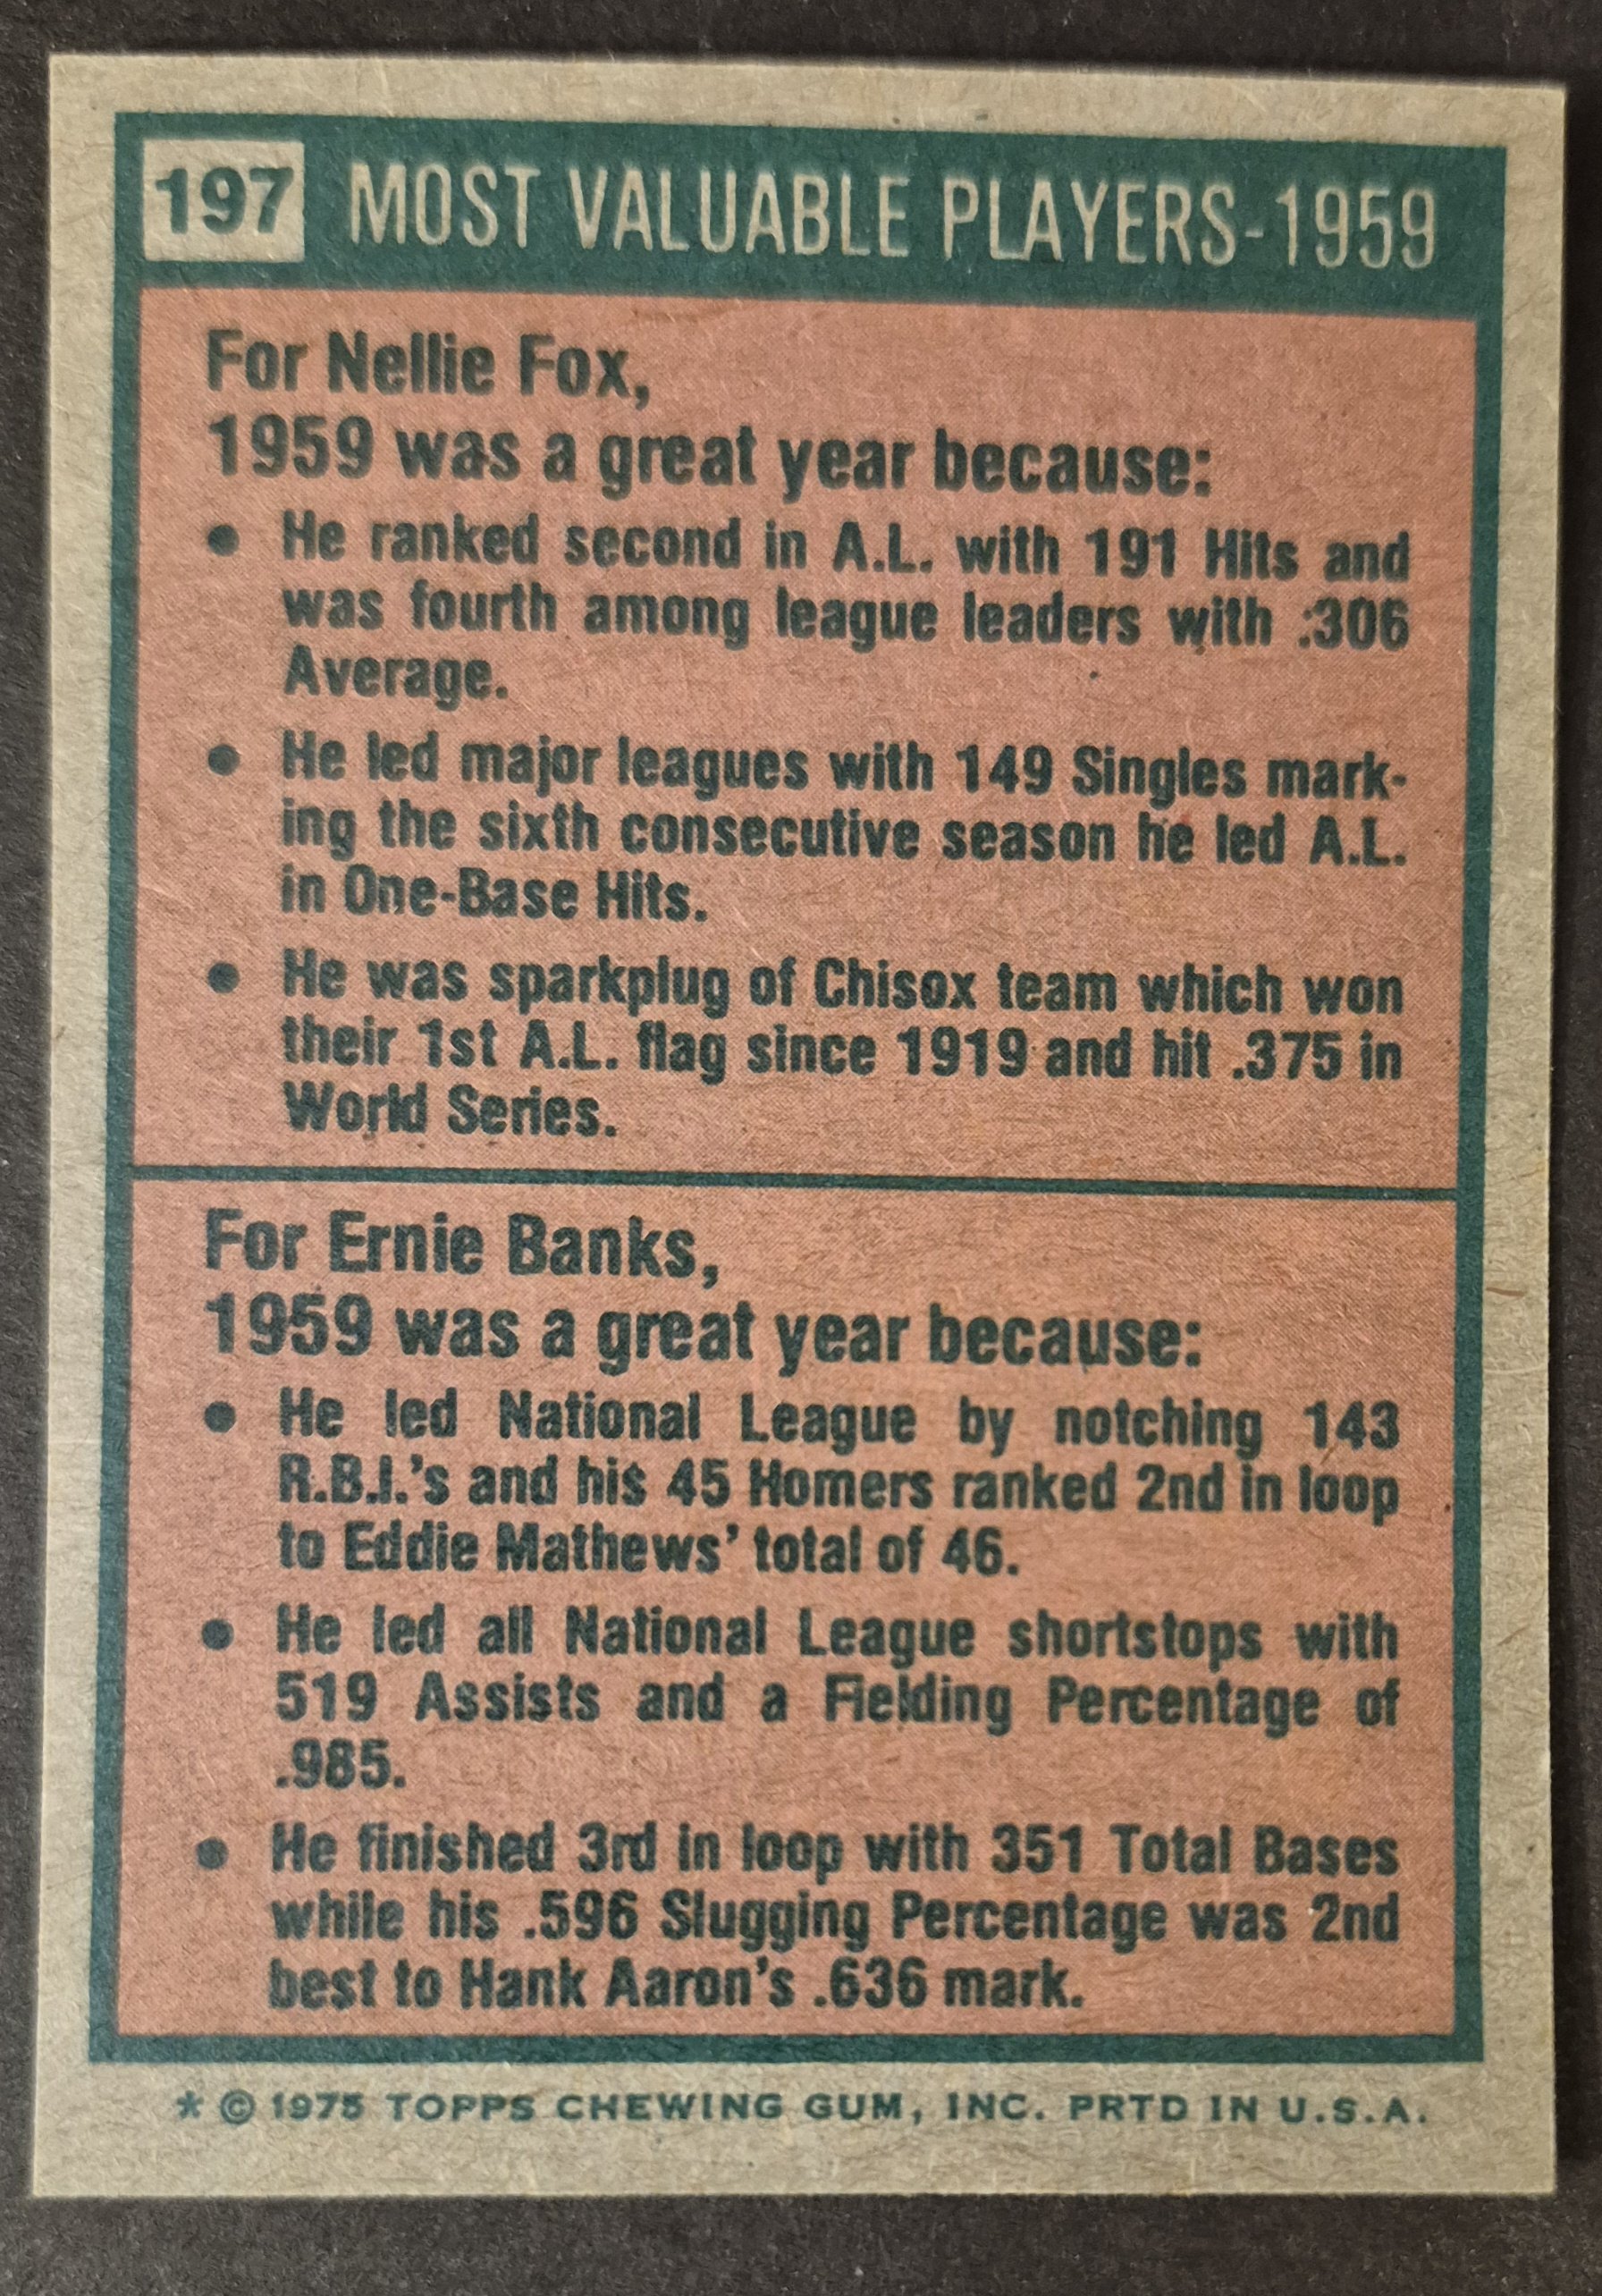 197 MOST VALUABLE PLAYERS-1959
For Nellie Fox,
1959 was a great year because:
• He ranked second in A.L. with 191 Hits and
was fourth among league leaders with .306
Average.
• He led major leagues with 149 Singles mark-
ing the sixth consecutive season he led A.L.
in One-Base Hits.
• He was sparkplug of Chisox team which won
their 1st A.L. flag since 1919 and hit .375 in
World Series.
For Ernie Banks,
1959 was a great year because:
• He led National League by notching 143
R.B.I.'s and his 45 Homers ranked 2nd in loop
to Eddie Mathews' total of 46.
• He led all National League shortstops with
519 Assists and a Fielding Percentage of
.985.
• He finished 3rd in loop with 351 Total Bases
while his .596 Slugging Percentage was 2nd
best to Hank Aaron's .636 mark.
* © 1975 TOPPS CHEWING GUM, INC. PRTD IN U.S.A.